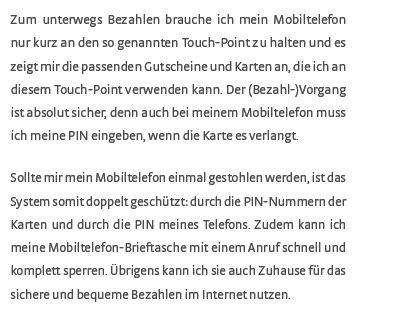 Zum unterwegs Bezahlen brauche ich mein Mobiltelefon
nur kurz an den so genannten Touch-Point zu halten und es
zeigt mir die passenden Gutscheine und Karten an, die ich an
diesem Touch-Point verwenden kann. Der (Bezahl-)Vorgang
ist absolut sicher, denn auch bei meinem Mobiltelefon muss
ich meine PIN eingeben, wenn die Karte es verlangt.
Sollte mir mein Mobiltelefon einmal gestohlen werden, ist das
System somit doppelt geschützt: durch die PIN-Nummern der
Karten und durch die PIN meines Telefons. Zudem kann ich
meine Mobiltelefon-Brieftasche mit einem Anruf schnell und
komplett sperren. Übrigens kann ich sie auch Zuhause für das
sichere und bequeme Bezahlen im Internet nutzen.